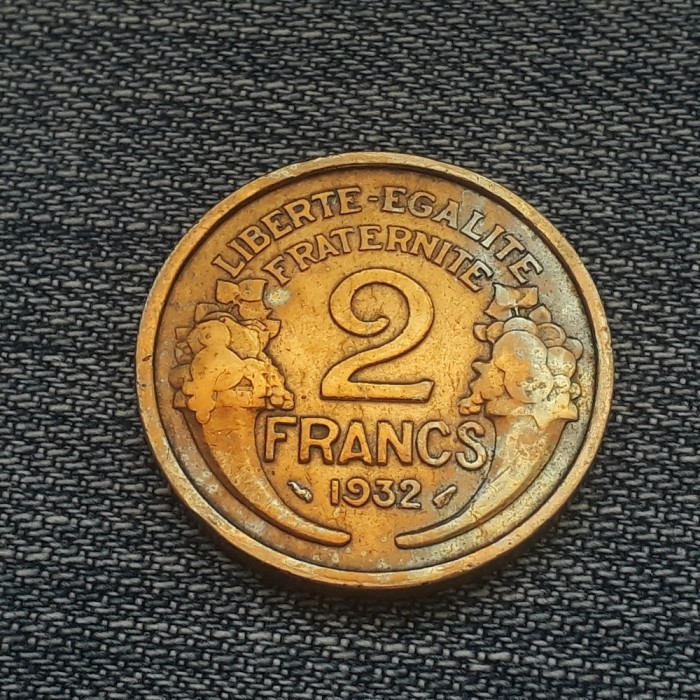 LIBERTE-EGALITE
FRATERNITE
2
FRANCS
1932